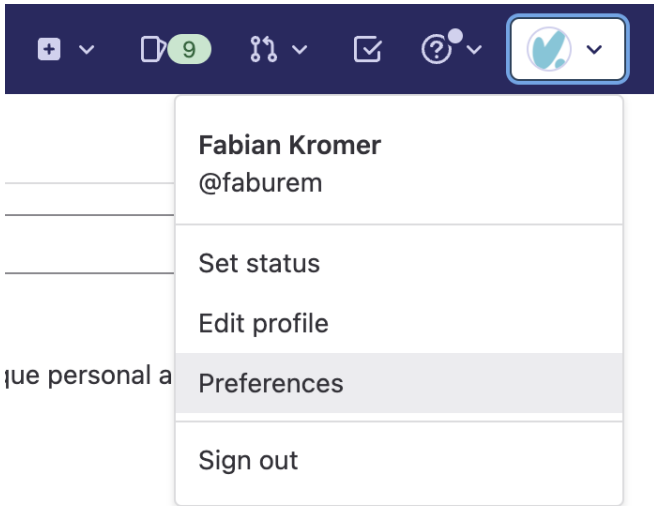 9
Fabian Kromer
@faburem
Set status
Edit profile
que personal a
Preferences
Sign out